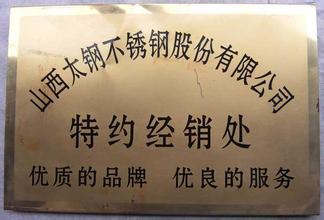 山西太钢不锈钢股份有限公司
特约经销处
优质的品牌 优良的服务